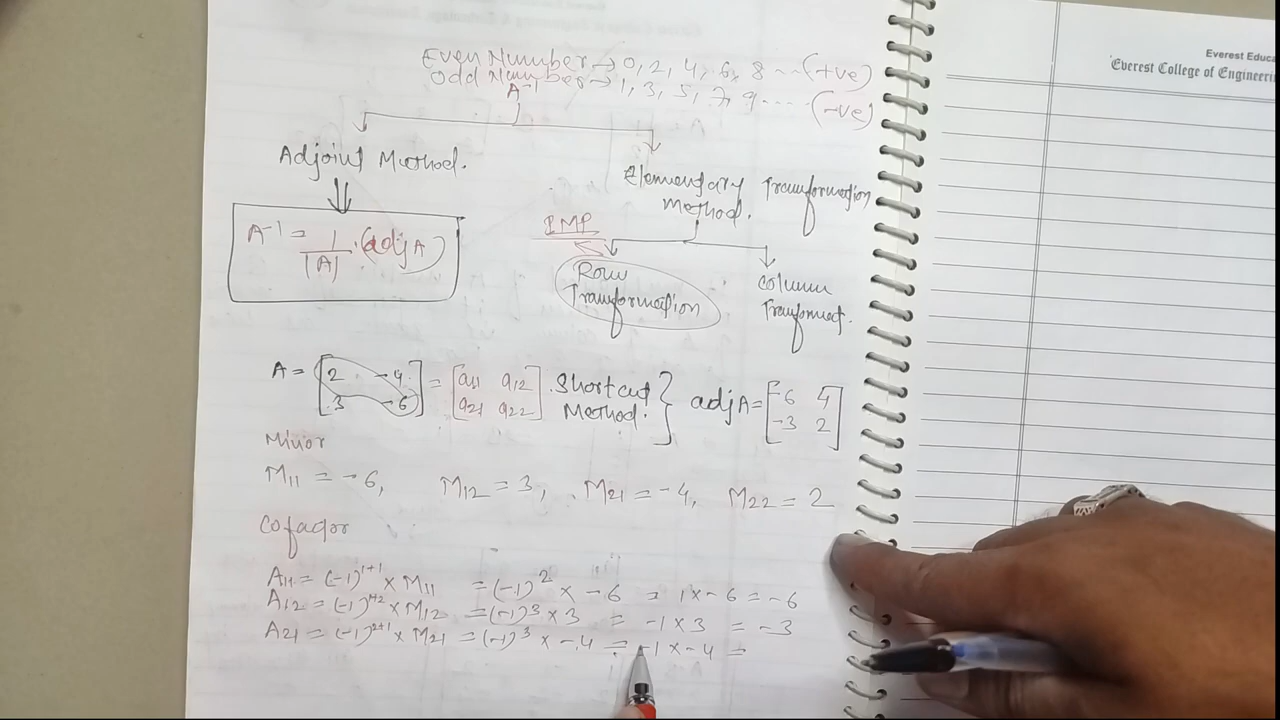 Even Number → 0, 2, 4, 6, 8 ... (+ve)
Odd Number → 1, 3, 5, 7, 9 ..... (-ve)
A⁻¹
Adjoint Method.
Elementary Transformation
Method.
IMP
A⁻¹ = 1/|A| · (adj A)
Row
Transformation
Column
Transformat.
A = [2 -4; 3 -6] = [a11 a12; a21 a22] Shortcut Method. } adj A = [-6 4; -3 2]
Minor
M11 = -6, M12 = 3, M21 = -4, M22 = 2
Cofaqor
A11 = (-1)¹⁺¹ × M11 = (-1)² × -6 = 1 × -6 = -6
A12 = (-1)¹⁺² × M12 = (-1)³ × 3 = -1 × 3 = -3
A21 = (-1)²⁺¹ × M21 = (-1)³ × -4 = -1 × -4 =
Everest Educa
Everest College of Engineeri